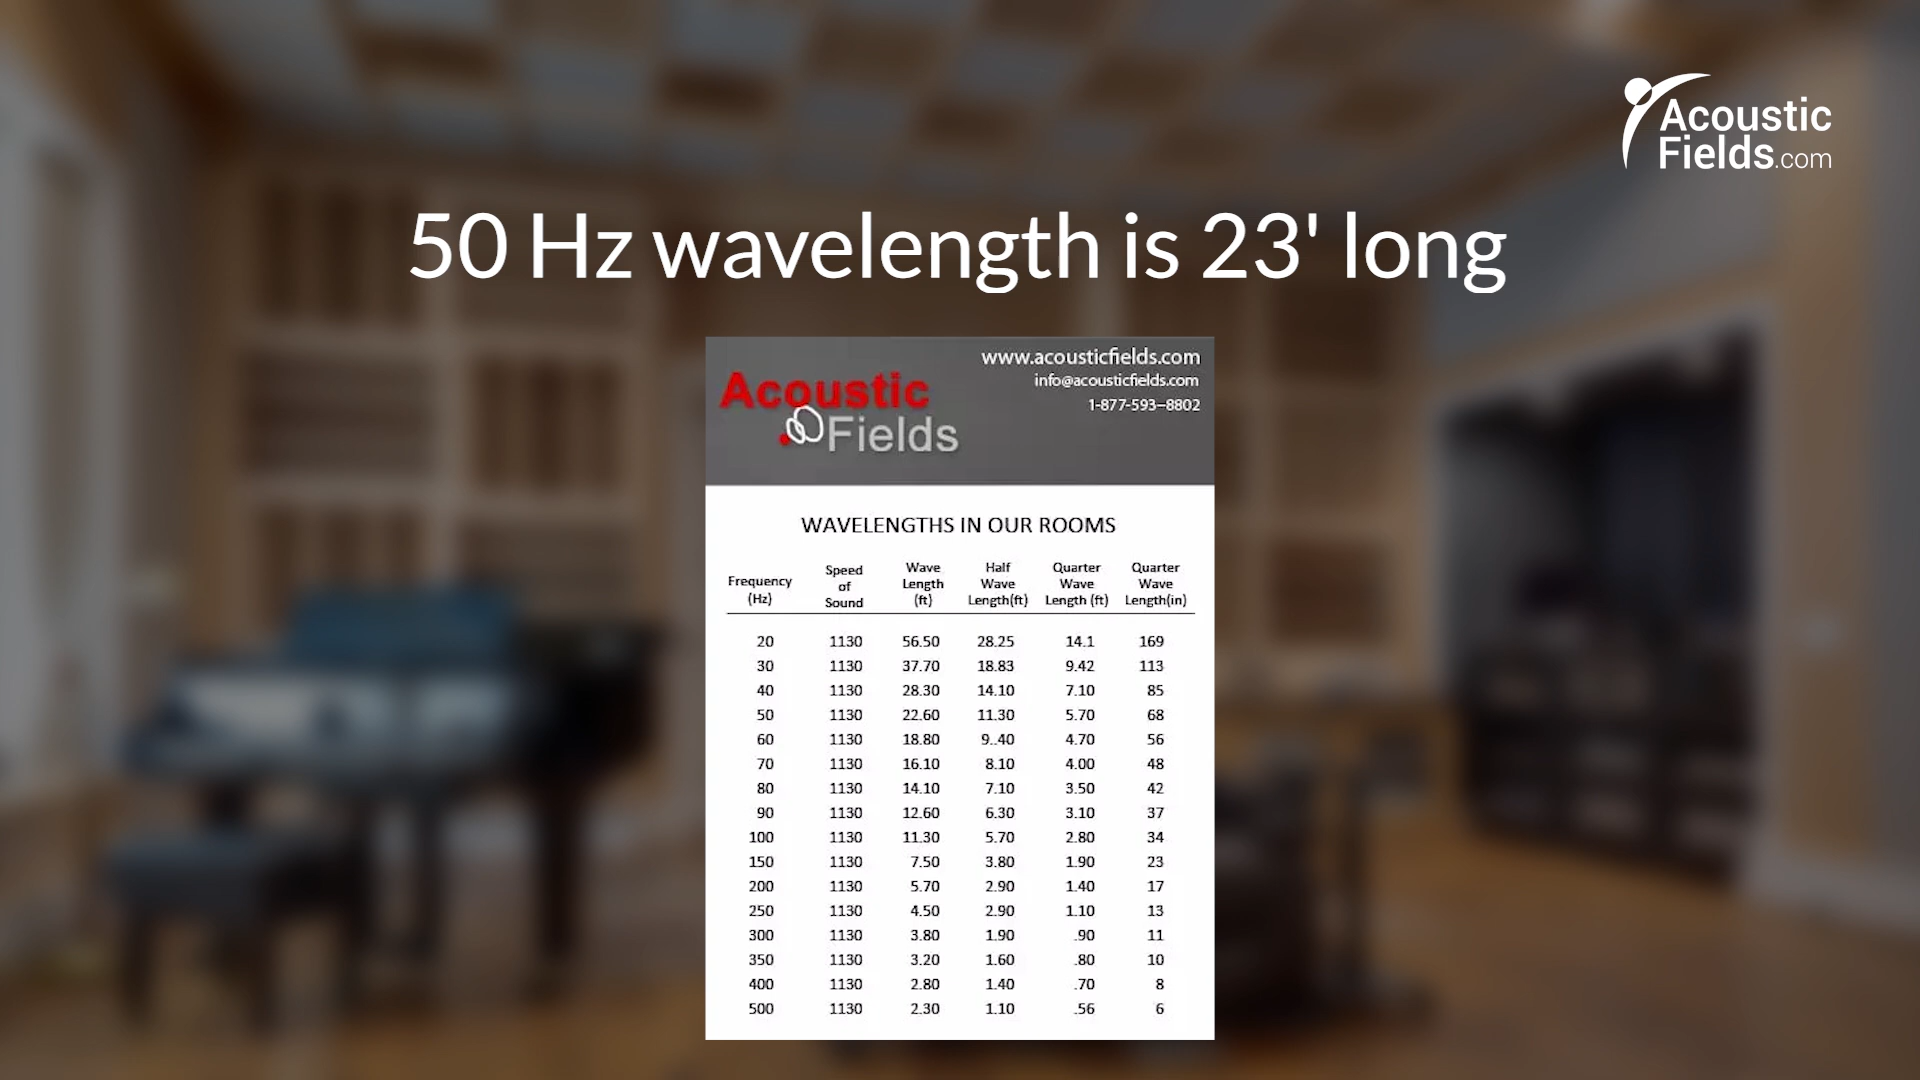 Acoustic
Fields.com
50 Hz wavelength is 23' long
www.acousticfields.com
info@acousticfields.com
1-877-593–8802
Acoustic
Fields
WAVELENGTHS IN OUR ROOMS
Frequency (Hz) Speed of Sound Wave Length (ft) Half Wave Length(ft) Quarter Wave Length (ft) Quarter Wave Length(in)
20 1130 56.50 28.25 14.1 169
30 1130 37.70 18.83 9.42 113
40 1130 28.30 14.10 7.10 85
50 1130 22.60 11.30 5.70 68
60 1130 18.80 9..40 4.70 56
70 1130 16.10 8.10 4.00 48
80 1130 14.10 7.10 3.50 42
90 1130 12.60 6.30 3.10 37
100 1130 11.30 5.70 2.80 34
150 1130 7.50 3.80 1.90 23
200 1130 5.70 2.90 1.40 17
250 1130 4.50 2.90 1.10 13
300 1130 3.80 1.90 .90 11
350 1130 3.20 1.60 .80 10
400 1130 2.80 1.40 .70 8
500 1130 2.30 1.10 .56 6